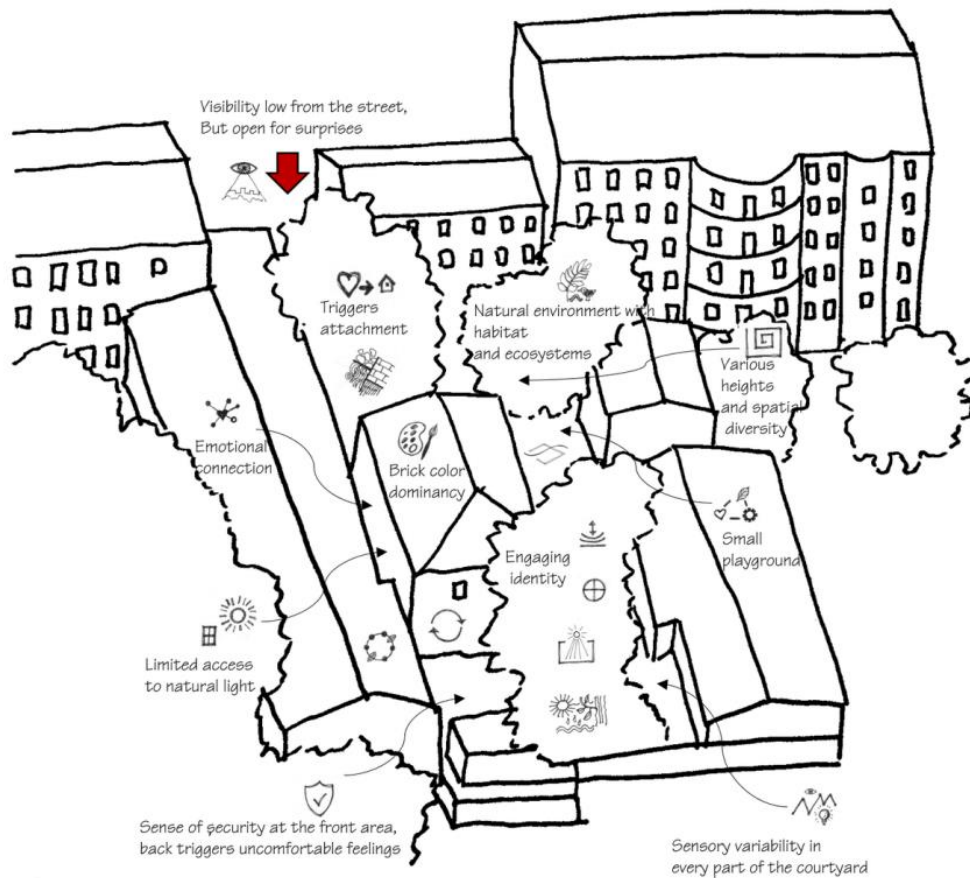 Visibility low from the street,
But open for surprises
Triggers
attachment
Natural environment with
habitat
and ecosystems
Various
heights
and spatial
diversity
Emotional
connection
Brick color
dominancy
Engaging
identity
Small
playground
Limited access
to natural light
Sense of security at the front area,
back triggers uncomfortable feelings
Sensory variability in
every part of the courtyard